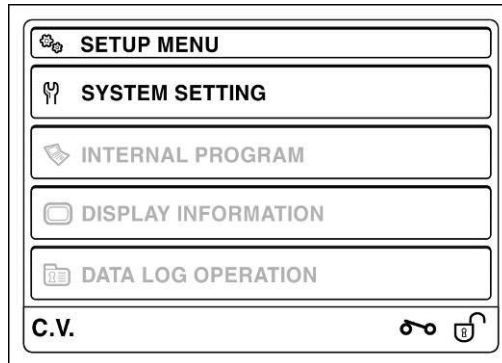 SETUP MENU
SYSTEM SETTING
INTERNAL PROGRAM
DISPLAY INFORMATION
DATA LOG OPERATION
C.V.